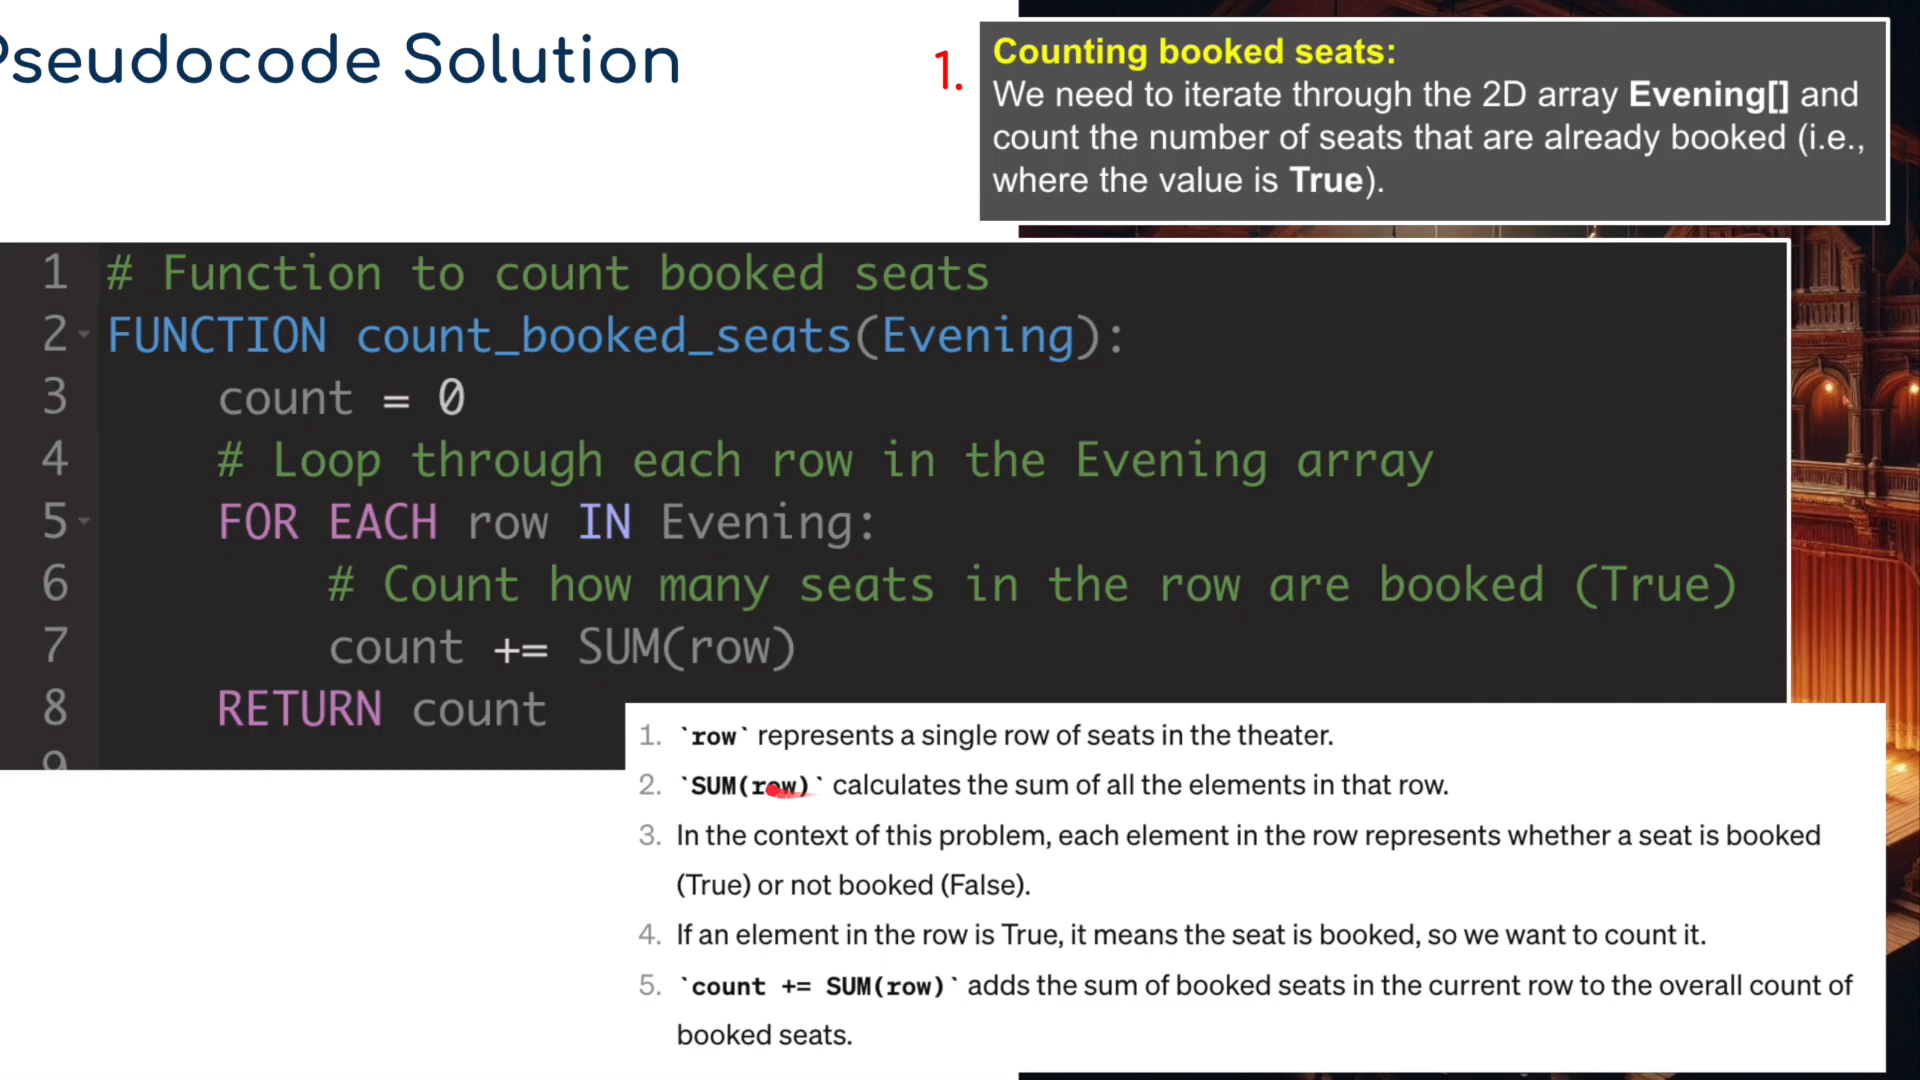 Pseudocode Solution
1.
Counting booked seats:
We need to iterate through the 2D array Evening[] and
count the number of seats that are already booked (i.e.,
where the value is True).
1 # Function to count booked seats
2 FUNCTION count_booked_seats(Evening):
3 count = 0
4 # Loop through each row in the Evening array
5 FOR EACH row IN Evening:
6 # Count how many seats in the row are booked (True)
7 count += SUM(row)
8 RETURN count
9
1. `row` represents a single row of seats in the theater.
2. `SUM(row)` calculates the sum of all the elements in that row.
3. In the context of this problem, each element in the row represents whether a seat is booked
(True) or not booked (False).
4. If an element in the row is True, it means the seat is booked, so we want to count it.
5. `count += SUM(row)` adds the sum of booked seats in the current row to the overall count of
booked seats.